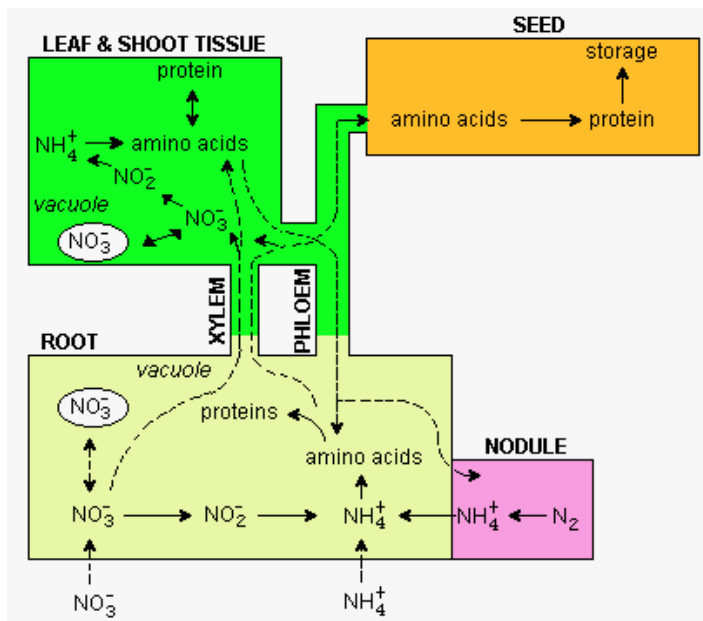 SEED
LEAF & SHOOT TISSUE
storage
protein
amino acids
protein
NH₄⁺
amino acids
NO₂⁻
vacuole
NO₃⁻
NO₃⁻
XYLEM
PHLOEM
ROOT
vacuole
NO₃⁻
proteins
amino acids
NODULE
NO₃⁻
NO₂⁻
NH₄⁺
NH₄⁺
N₂
NO₃⁻
NH₄⁺